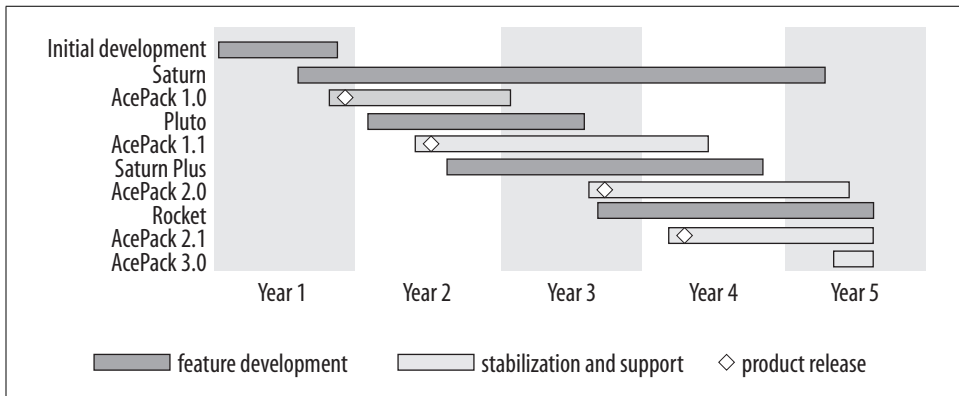 Initial development
Saturn
AcePack 1.0
Pluto
AcePack 1.1
Saturn Plus
AcePack 2.0
Rocket
AcePack 2.1
AcePack 3.0
Year 1 Year 2 Year 3 Year 4 Year 5
feature development stabilization and support product release